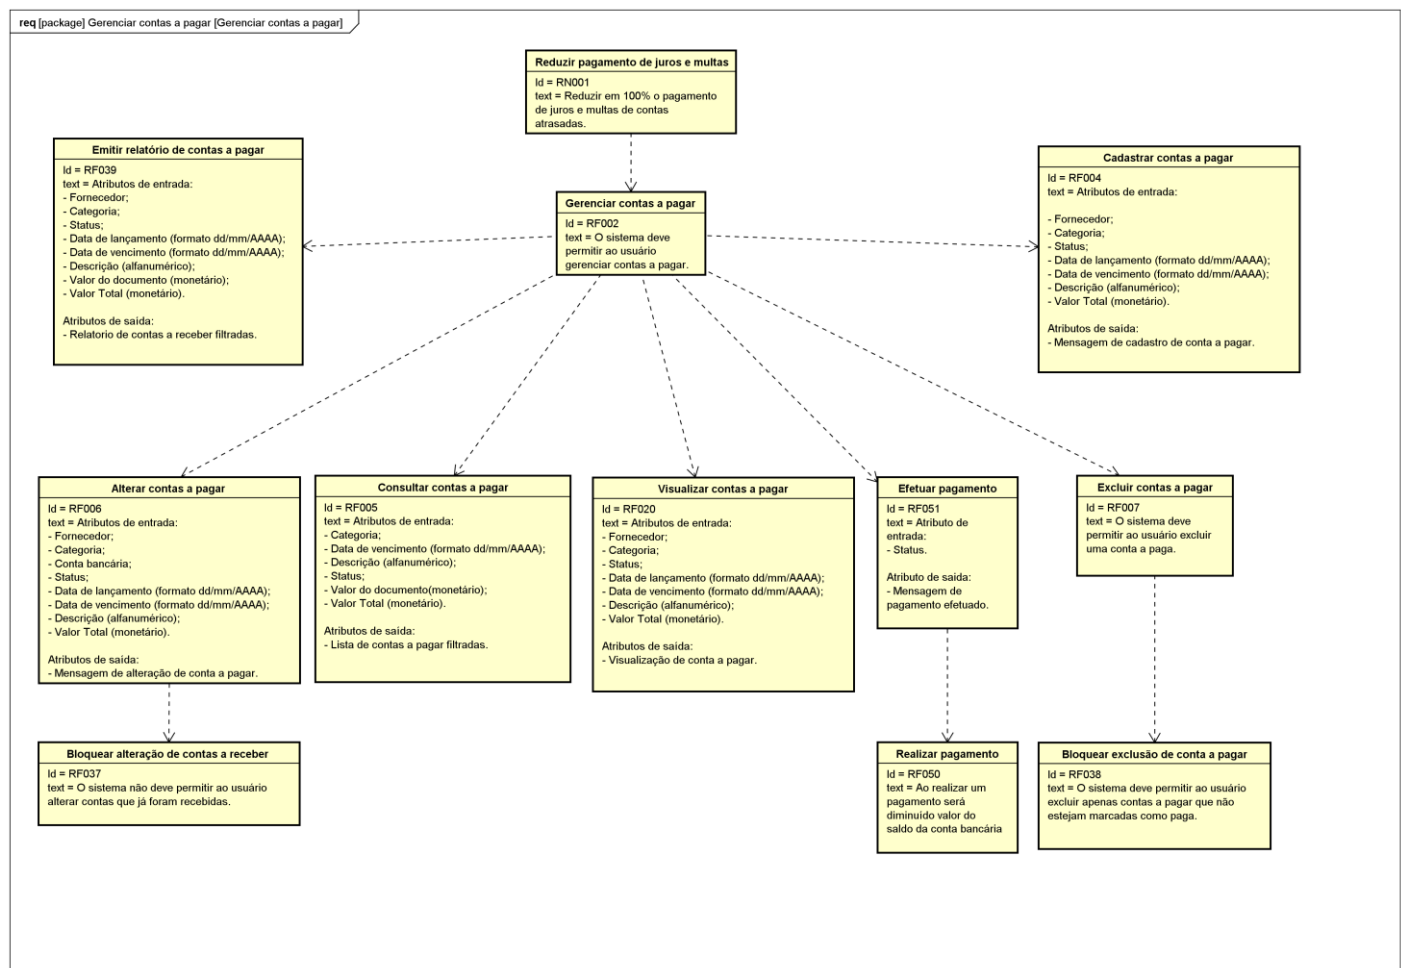 req [package] Gerenciar contas a pagar [Gerenciar contas a pagar]
Reduzir pagamento de juros e multas
Id = RN001
text = Reduzir em 100% o pagamento
de juros e multas de contas
atrasadas.
Emitir relatório de contas a pagar
Id = RF039
text = Atributos de entrada:
- Fornecedor;
- Categoria;
- Status;
- Data de lançamento (formato dd/mm/AAAA);
- Data de vencimento (formato dd/mm/AAAA);
- Descrição (alfanumérico);
- Valor do documento (monetário);
- Valor Total (monetário).
Atributos de saída:
- Relatorio de contas a receber filtradas.
Gerenciar contas a pagar
Id = RF002
text = O sistema deve
permitir ao usuário
gerenciar contas a pagar.
Cadastrar contas a pagar
Id = RF004
text = Atributos de entrada:
- Fornecedor;
- Categoria;
- Status;
- Data de lançamento (formato dd/mm/AAAA);
- Data de vencimento (formato dd/mm/AAAA);
- Descrição (alfanumérico);
- Valor Total (monetário).
Atributos de saída:
- Mensagem de cadastro de conta a pagar.
Alterar contas a pagar
Id = RF006
text = Atributos de entrada:
- Fornecedor;
- Categoria;
- Conta bancária;
- Status;
- Data de lançamento (formato dd/mm/AAAA);
- Data de vencimento (formato dd/mm/AAAA);
- Descrição (alfanumérico);
- Valor Total (monetário).
Atributos de saída:
- Mensagem de alteração de conta a pagar.
Consultar contas a pagar
Id = RF005
text = Atributos de entrada:
- Categoria;
- Data de vencimento (formato dd/mm/AAAA);
- Descrição (alfanumérico);
- Status;
- Valor do documento(monetário);
- Valor Total (monetário).
Atributos de saída:
- Lista de contas a pagar filtradas.
Visualizar contas a pagar
Id = RF020
text = Atributos de entrada:
- Fornecedor;
- Categoria;
- Status;
- Data de lançamento (formato dd/mm/AAAA);
- Data de vencimento (formato dd/mm/AAAA);
- Descrição (alfanumérico);
- Valor Total (monetário).
Atributos de saída:
- Visualização de conta a pagar.
Efetuar pagamento
Id = RF051
text = Atributo de
entrada:
- Status.
Atributo de saída:
- Mensagem de
pagamento efetuado.
Excluir contas a pagar
Id = RF007
text = O sistema deve
permitir ao usuário excluir
uma conta a paga.
Bloquear alteração de contas a receber
Id = RF037
text = O sistema não deve permitir ao usuário
alterar contas que já foram recebidas.
Realizar pagamento
Id = RF050
text = Ao realizar um
pagamento será
diminuído valor do
saldo da conta bancária
Bloquear exclusão de conta a pagar
Id = RF038
text = O sistema deve permitir ao usuário
excluir apenas contas a pagar que não
estejam marcadas como paga.